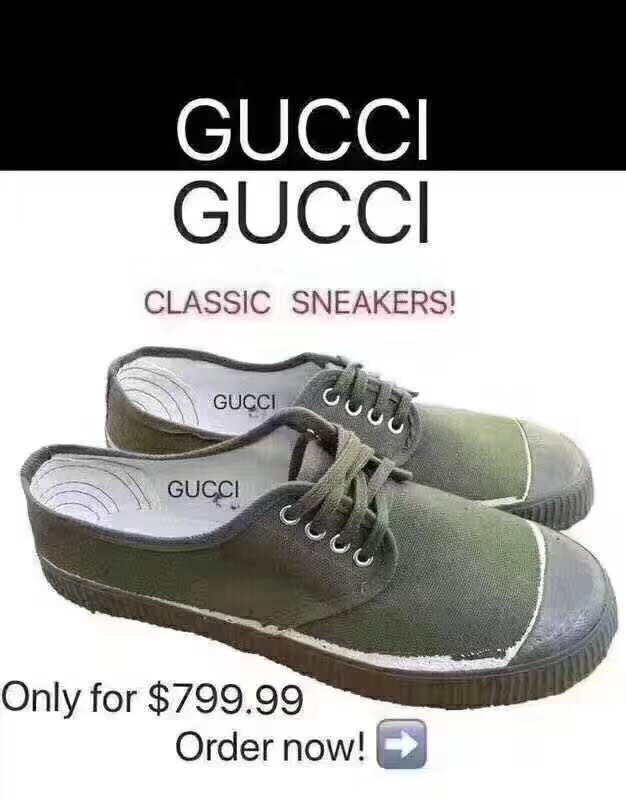 GUCCI
GUCCI
CLASSIC SNEAKERS!
GUCCI
GUCCI
Only for $799.99
Order now! ➡